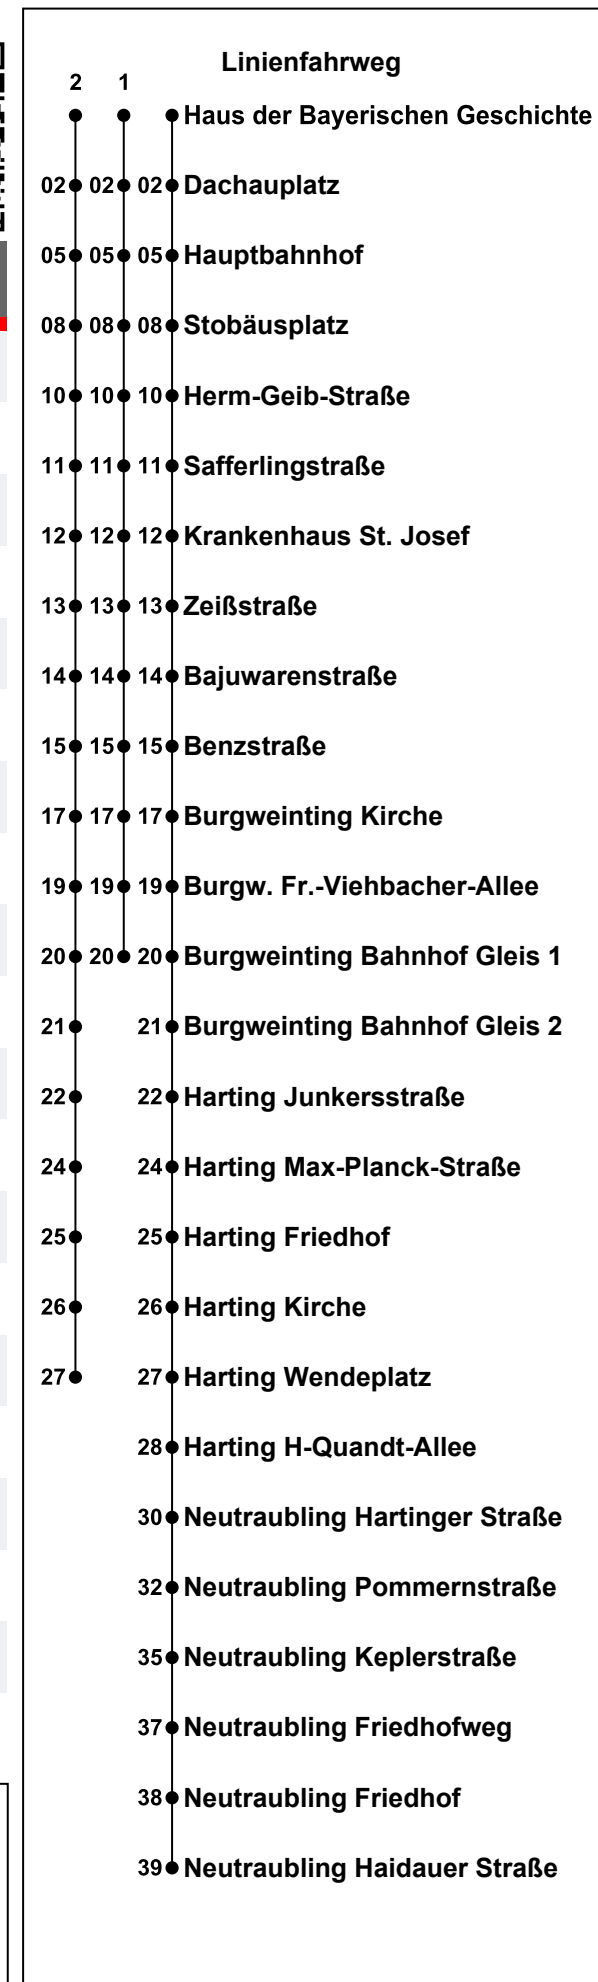 Linienfahrweg
2 1
Haus der Bayerischen Geschichte
02 02 02 Dachauplatz
05 05 05 Hauptbahnhof
08 08 08 Stobäusplatz
10 10 10 Herm-Geib-Straße
11 11 11 Safferlingstraße
12 12 12 Krankenhaus St. Josef
13 13 13 Zeißstraße
14 14 14 Bajuwarenstraße
15 15 15 Benzstraße
17 17 17 Burgweinting Kirche
19 19 19 Burgw. Fr.-Viehbacher-Allee
20 20 20 Burgweinting Bahnhof Gleis 1
21 21 Burgweinting Bahnhof Gleis 2
22 22 Harting Junkersstraße
24 24 Harting Max-Planck-Straße
25 25 Harting Friedhof
26 26 Harting Kirche
27 27 Harting Wendeplatz
28 Harting H-Quandt-Allee
30 Neutraubling Hartinger Straße
32 Neutraubling Pommernstraße
35 Neutraubling Keplerstraße
37 Neutraubling Friedhofweg
38 Neutraubling Friedhof
39 Neutraubling Haidauer Straße